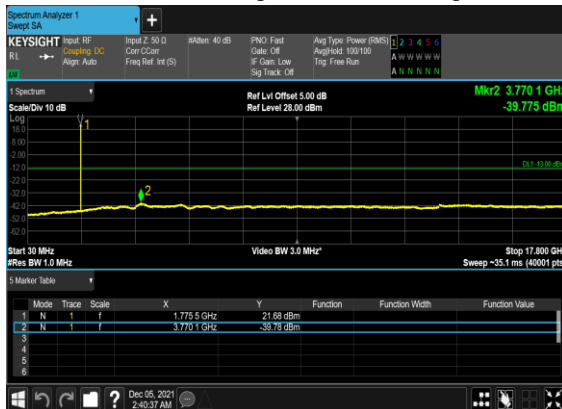 Spectrum Analyzer 1
Swept SA
KEYSIGHT Input: RF Input Z: 50 Ω #Atten: 40 dB PNO: Fast Avg Type: Power (RMS) 1 2 3 4 5 6
RL Coupling: DC Corr CCorr Gate: Off Avg|Hold: 100/100 A W W W W W
Align: Auto Freq Ref: Int (S) IF Gain: Low Trig: Free Run
LXI Sig Track: Off A N N N N N
1 Spectrum Ref Lvl Offset 5.00 dB Mkr2 3.770 1 GHz
Scale/Div 10 dB Ref Level 28.00 dBm -39.775 dBm
Log
18.0
8.00
-2.00
-12.0
-22.0
-32.0
-42.0
-52.0
-62.0
1
DL1 -13.00 dBm
2
Start 30 MHz Video BW 3.0 MHz* Stop 17.800 GHz
#Res BW 1.0 MHz Sweep ~35.1 ms (40001 pts)
5 Marker Table
Mode Trace Scale X Y Function Function Width Function Value
1 N 1 f 1.775 5 GHz 21.68 dBm
2 N 1 f 3.770 1 GHz -39.78 dBm
3
4
5
6
? Dec 05, 2021
2:40:37 AM